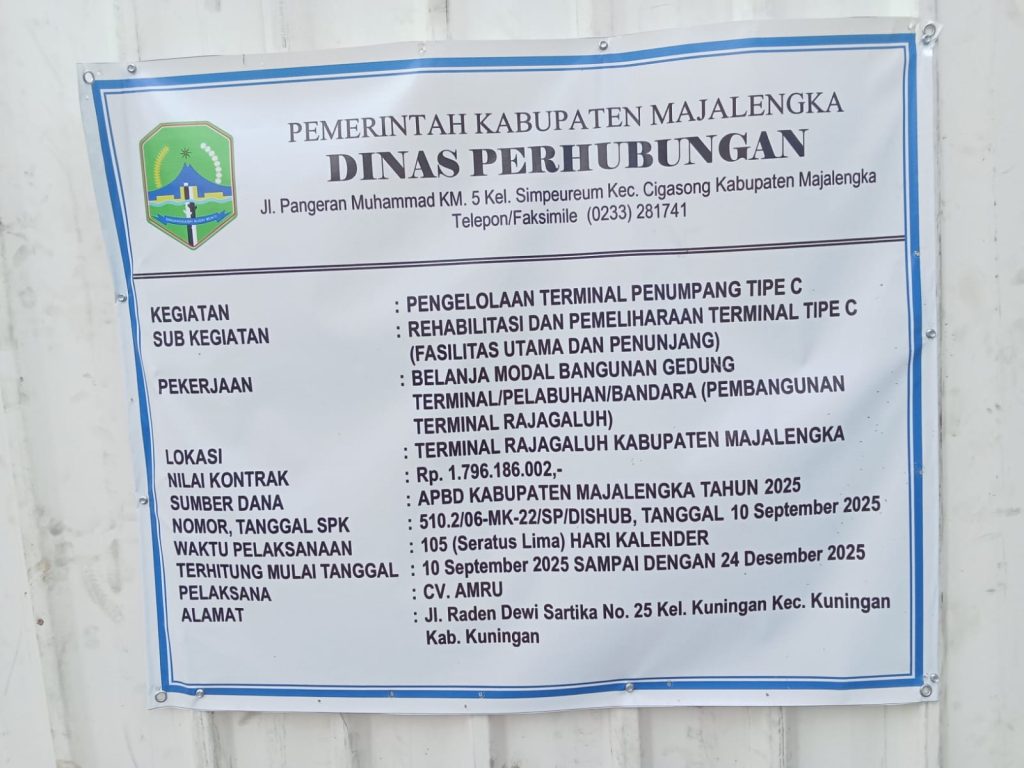 PEMERINTAH KABUPATEN MAJALENGKA
DINAS PERHUBUNGAN
Jl. Pangeran Muhammad KM. 5 Kel. Simpeureum Kec. Cigasong Kabupaten Majalengka
Telepon/Faksimile (0233) 281741
KEGIATAN : PENGELOLAAN TERMINAL PENUMPANG TIPE C
SUB KEGIATAN : REHABILITASI DAN PEMELIHARAAN TERMINAL TIPE C
(FASILITAS UTAMA DAN PENUNJANG)
PEKERJAAN : BELANJA MODAL BANGUNAN GEDUNG
TERMINAL/PELABUHAN/BANDARA (PEMBANGUNAN
TERMINAL RAJAGALUH)
LOKASI : TERMINAL RAJAGALUH KABUPATEN MAJALENGKA
NILAI KONTRAK : Rp. 1.796.186.002,-
SUMBER DANA : APBD KABUPATEN MAJALENGKA TAHUN 2025
NOMOR, TANGGAL SPK : 510.2/06-MK-22/SP/DISHUB, TANGGAL 10 September 2025
WAKTU PELAKSANAAN : 105 (Seratus Lima) HARI KALENDER
TERHITUNG MULAI TANGGAL : 10 September 2025 SAMPAI DENGAN 24 Desember 2025
PELAKSANA : CV. AMRU
ALAMAT : Jl. Raden Dewi Sartika No. 25 Kel. Kuningan Kec. Kuningan
Kab. Kuningan